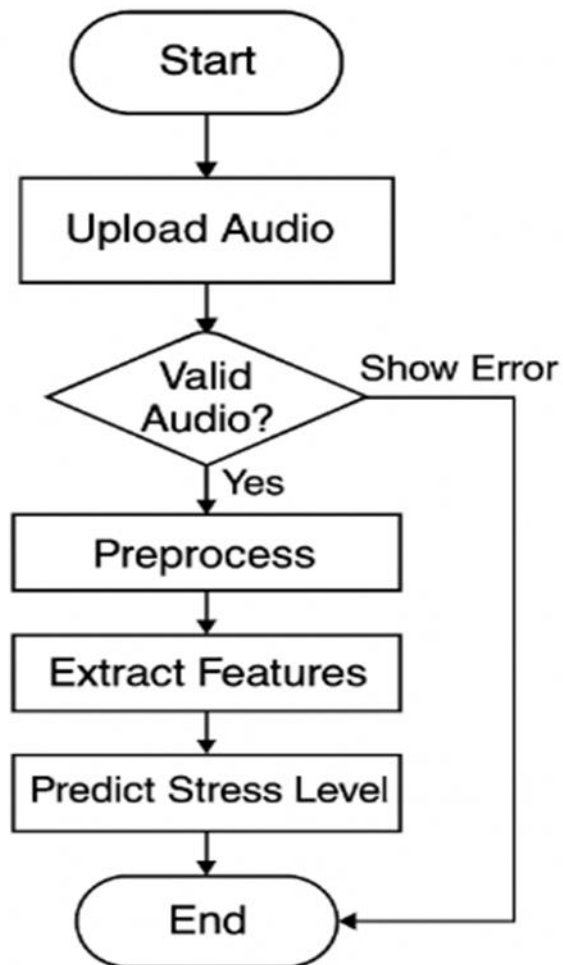 Start
Upload Audio
Valid
Audio?
Show Error
Yes
Preprocess
Extract Features
Predict Stress Level
End